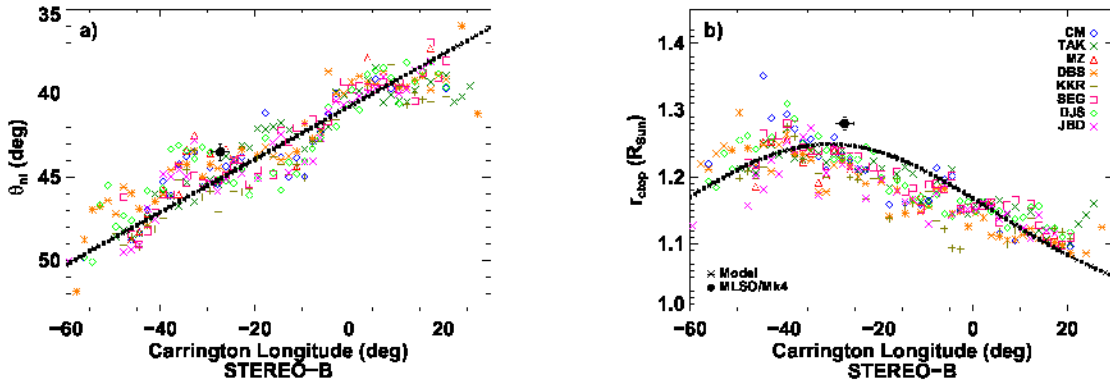 a)
35
40
45
50
θnl (deg)
−60 −40 −20 0 20
Carrington Longitude (deg)
STEREO−B
b)
1.4
1.3
1.2
1.1
1.0
rctop (RSun)
CM
TAK
MZ
DBS
KKR
SEG
DJS
JBD
Model
MLSO/Mk4
−60 −40 −20 0 20
Carrington Longitude (deg)
STEREO−B